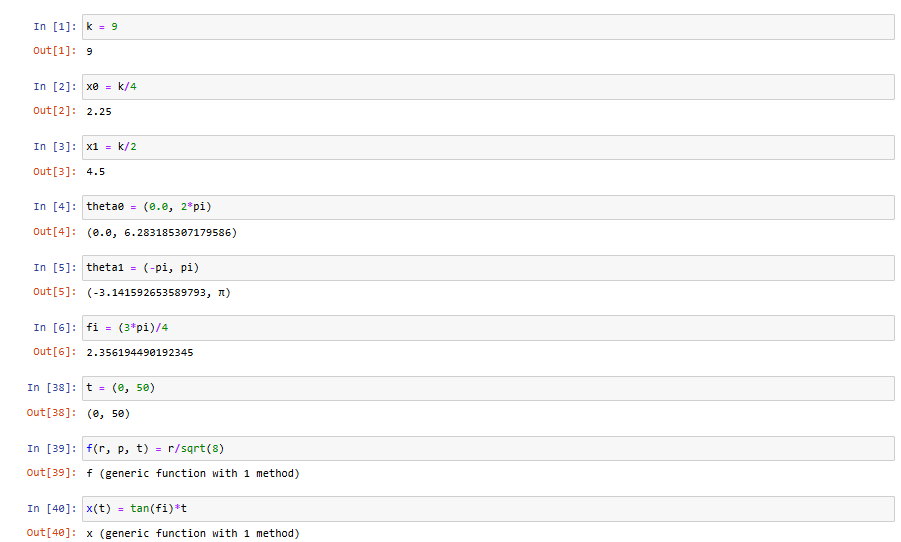 In [1]: k = 9
Out[1]: 9
In [2]: x0 = k/4
Out[2]: 2.25
In [3]: x1 = k/2
Out[3]: 4.5
In [4]: theta0 = (0.0, 2*pi)
Out[4]: (0.0, 6.283185307179586)
In [5]: theta1 = (-pi, pi)
Out[5]: (-3.141592653589793, π)
In [6]: fi = (3*pi)/4
Out[6]: 2.356194490192345
In [38]: t = (0, 50)
Out[38]: (0, 50)
In [39]: f(r, p, t) = r/sqrt(8)
Out[39]: f (generic function with 1 method)
In [40]: x(t) = tan(fi)*t
Out[40]: x (generic function with 1 method)